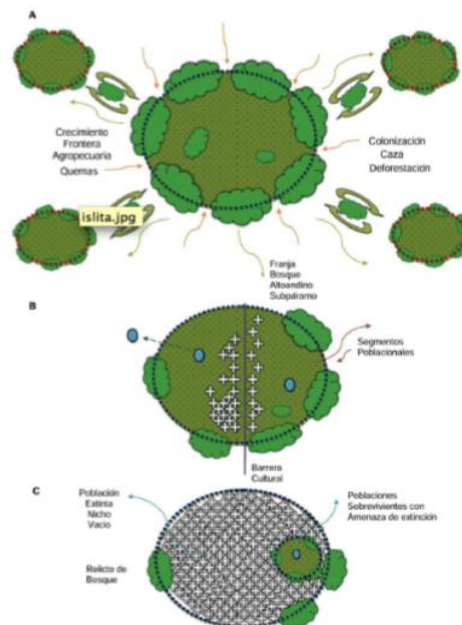 A
Crecimiento
Frontera
Agropecuaria
Quemas
Colonización
Caza
Deforestación
islita.jpg
Franja
Bosque
Altoandino
Subpáramo
B
Segmentos
Poblacionales
Barrera
Cultural
C
Población
Extinta
Nicho
Vacío
Poblaciones
Sobrevivientes con
Amenaza de extinción
Relicto de
Bosque